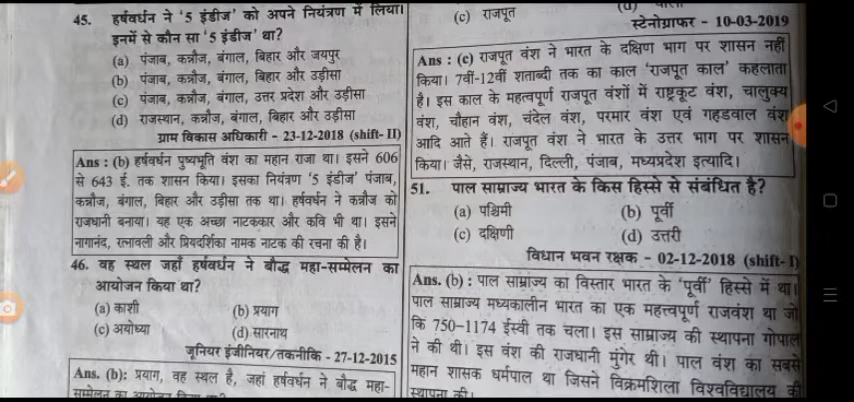 45. हर्षवर्धन ने '5 इंडीज' को अपने नियंत्रण में लिया।
इनमें से कौन सा '5 इंडीज' था?
(a) पंजाब, कन्नौज, बंगाल, बिहार और जयपुर
(b) पंजाब, कन्नौज, बंगाल, बिहार और उड़ीसा
(c) पंजाब, कन्नौज, बंगाल, उत्तर प्रदेश और उड़ीसा
(d) राजस्थान, कन्नौज, बंगाल, बिहार और उड़ीसा
ग्राम विकास अधिकारी - 23-12-2018 (shift- II)
Ans : (b) हर्षवर्धन पुष्यभूति वंश का महान राजा था। इसने 606
से 643 ई. तक शासन किया। इसका नियंत्रण '5 इंडीज' पंजाब,
कन्नौज, बंगाल, बिहार और उड़ीसा तक था। हर्षवर्धन ने कन्नौज को
राजधानी बनाया। यह एक अच्छा नाटककार और कवि भी था। इसने
नागानंद, रत्नावली और प्रियदर्शिका नामक नाटक की रचना की है।
46. वह स्थल जहाँ हर्षवर्धन ने बौद्ध महा-सम्मेलन का
आयोजन किया था?
(a) काशी (b) प्रयाग
(c) अयोध्या (d) सारनाथ
जूनियर इंजीनियर/तकनीकि - 27-12-2015
Ans. (b): प्रयाग, वह स्थल है, जहां हर्षवर्धन ने बौद्ध महा-
सम्मेलन का
(c) राजपूत (d)
स्टेनोग्राफर - 10-03-2019
Ans : (c) राजपूत वंश ने भारत के दक्षिण भाग पर शासन नहीं
किया। 7वीं-12वीं शताब्दी तक का काल 'राजपूत काल' कहलाता
है। इस काल के महत्वपूर्ण राजपूत वंशों में राष्ट्रकूट वंश, चालुक्य
वंश, चौहान वंश, चंदेल वंश, परमार वंश एवं गहडवाल वंश
आदि आते हैं। राजपूत वंश ने भारत के उत्तर भाग पर शासन
किया। जैसे, राजस्थान, दिल्ली, पंजाब, मध्यप्रदेश इत्यादि।
51. पाल साम्राज्य भारत के किस हिस्से से संबंधित है?
(a) पश्चिमी (b) पूर्वी
(c) दक्षिणी (d) उत्तरी
विधान भवन रक्षक - 02-12-2018 (shift- I)
Ans. (b) : पाल साम्राज्य का विस्तार भारत के 'पूर्वी' हिस्से में था।
पाल साम्राज्य मध्यकालीन भारत का एक महत्त्वपूर्ण राजवंश था जो
कि 750–1174 ईस्वी तक चला। इस साम्राज्य की स्थापना गोपाल
ने की थी। इस वंश की राजधानी मुंगेर थी। पाल वंश का सबसे
महान शासक धर्मपाल था जिसने विक्रमशिला विश्वविद्यालय की
स्थापना की।